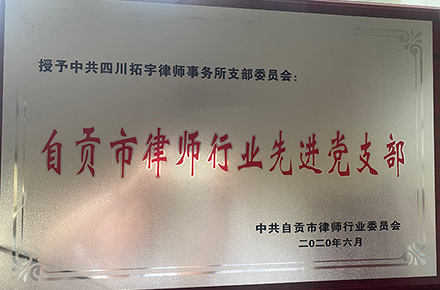 授予中共四川拓宇律师事务所支部委员会：
自贡市律师行业先进党支部
中共自贡市律师行业委员会
二〇二〇年六月